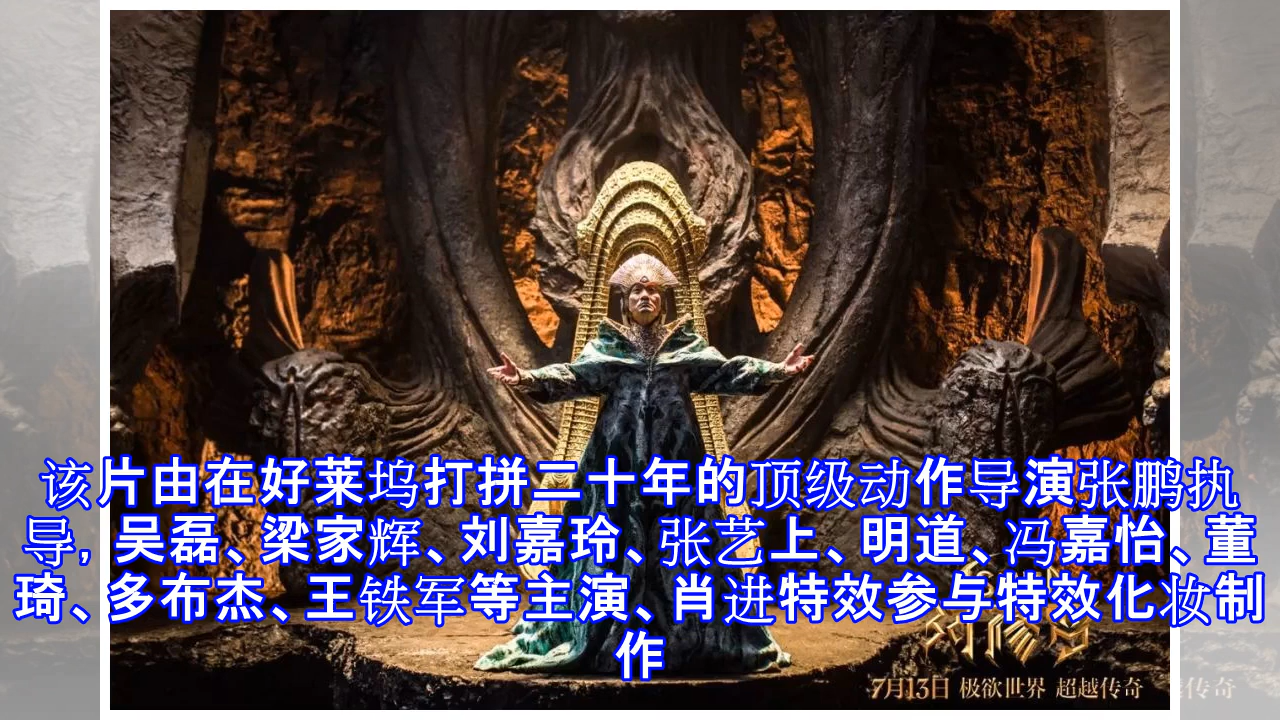 该片由在好莱坞打拼二十年的顶级动作导演张鹏执
导,吴磊、梁家辉、刘嘉玲、张艺上、明道、冯嘉怡、董
琦、多布杰、王铁军等主演、肖进特效参与特效化妆制
作
7月13日 极欲世界 超越传奇